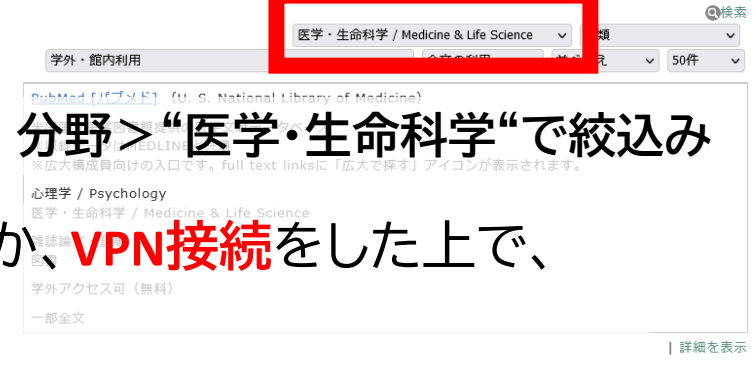 検索
医学・生命科学 / Medicine & Life Science
類
学外・館内利用
50件
PubMed [パブメド] (U. S. National Library of Medicine)
分野＞“医学・生命科学“で絞込み
※広大構成員向けの入口です。full text linksに「広大で探す」アイコンが表示されます。
心理学 / Psychology
医学・生命科学 / Medicine & Life Science
か、VPN接続をした上で、
図書
学外アクセス可（無料）
一部全文
| 詳細を表示